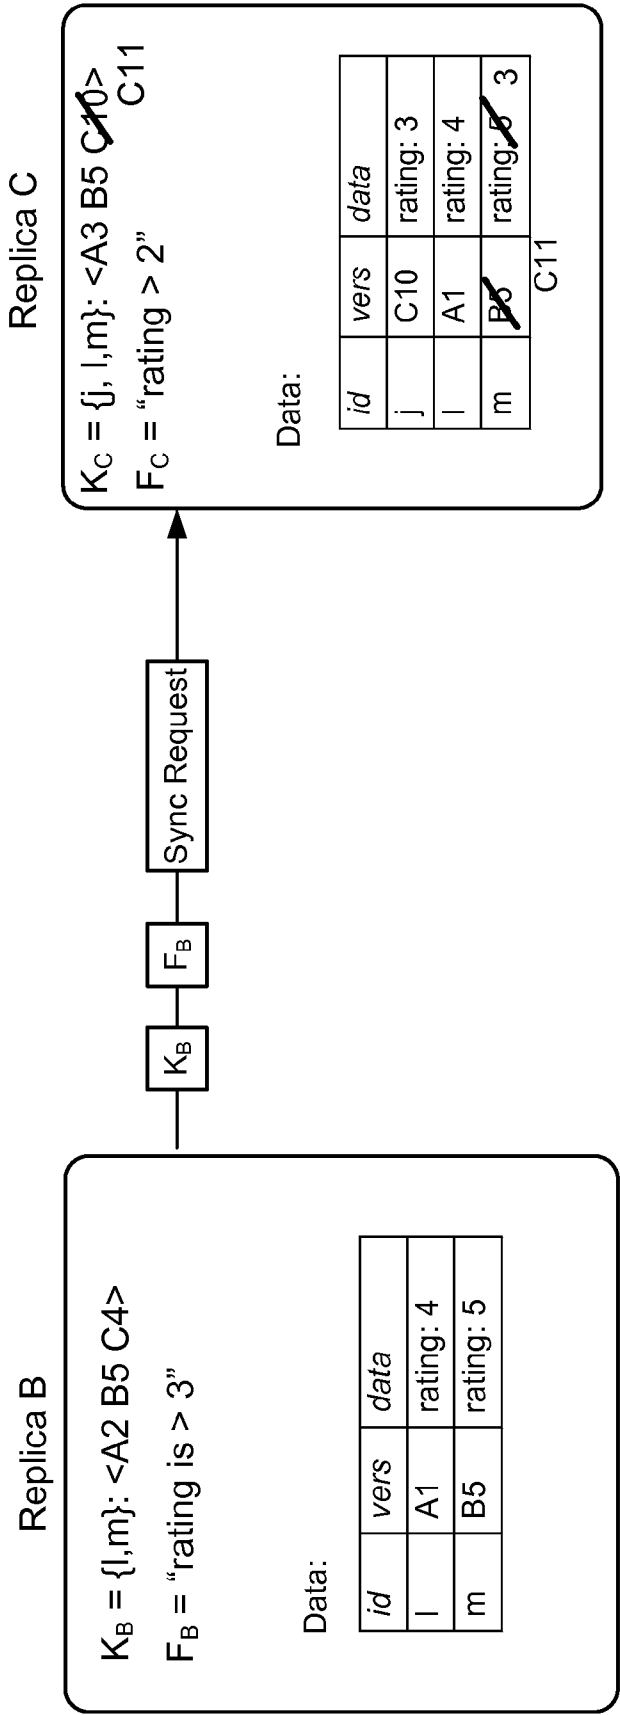 Replica B
K_B = {l,m}: <A2 B5 C4>
F_B = “rating is > 3”
Data:
id vers data
l A1 rating: 4
m B5 rating: 5
K_B
F_B
Sync Request
Replica C
K_C = {j, l,m}: <A3 B5 C10>
C11
F_C = “rating > 2”
Data:
id vers data
j C10 rating: 3
l A1 rating: 4
m B5 rating: 5 3
C11